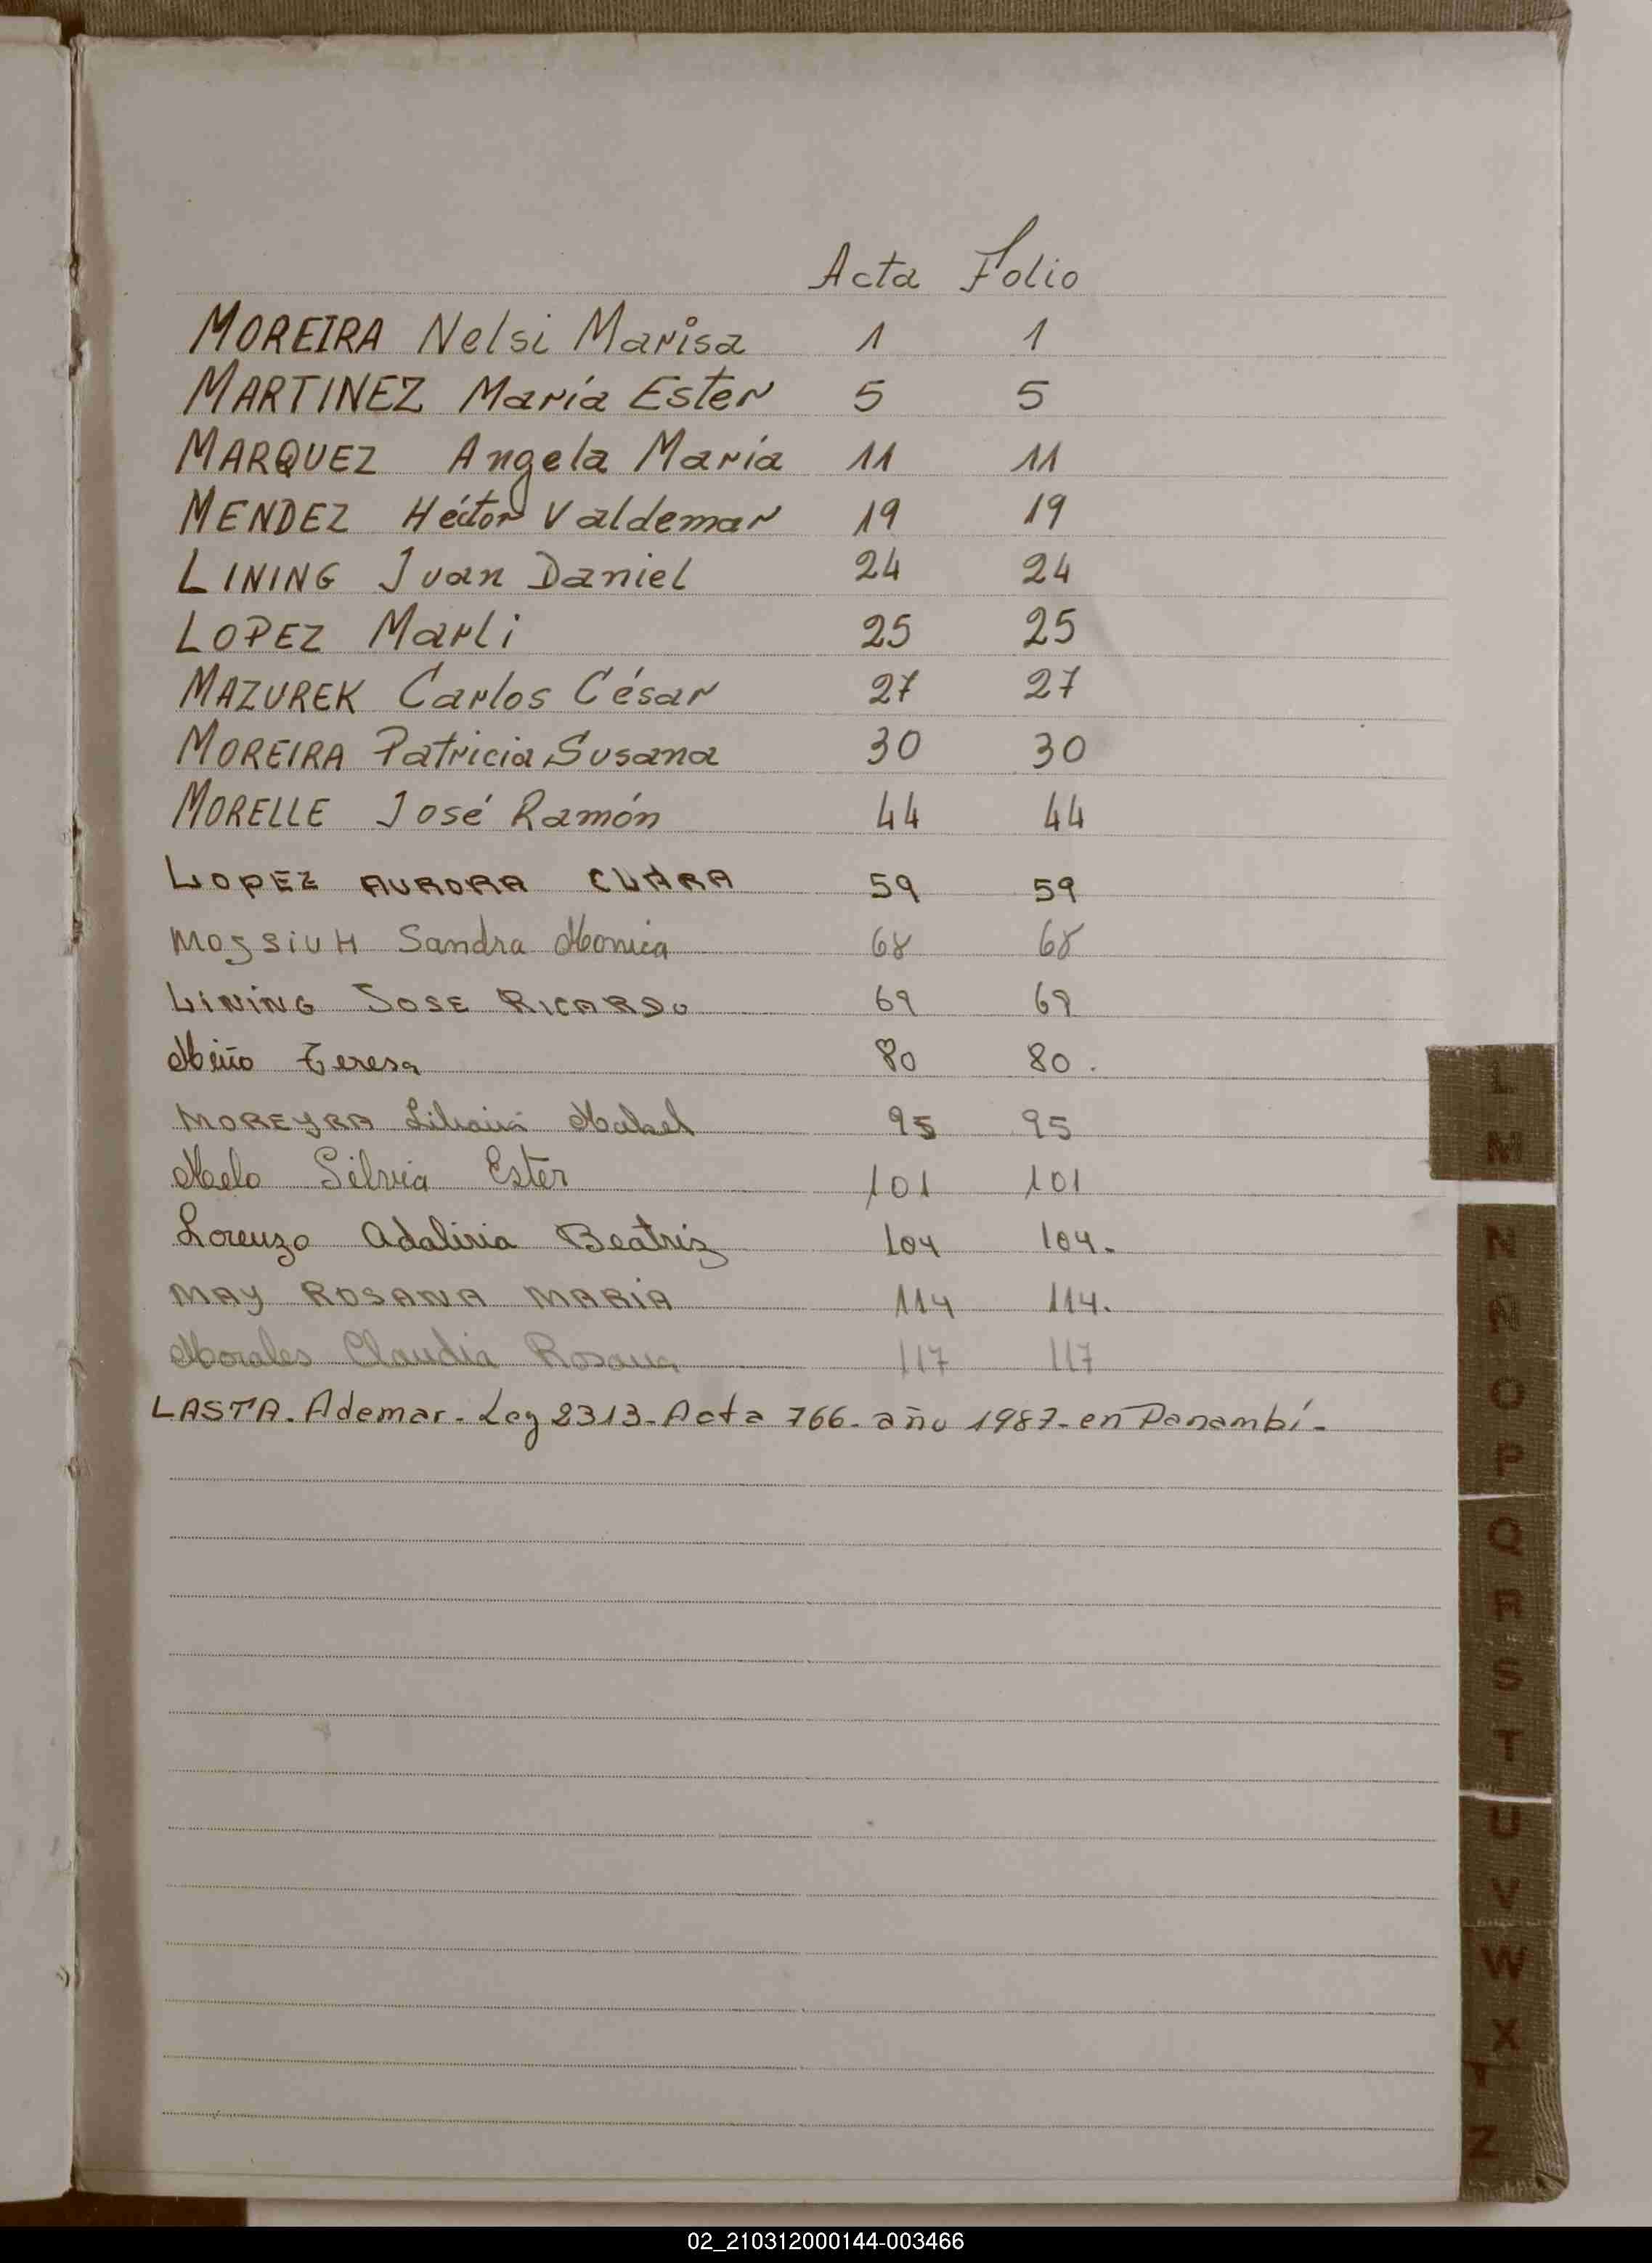 Acta Folio
MOREIRA Nelsi Marisa 1 1
MARTINEZ María Ester 5 5
MARQUEZ Angela María 11 11
MENDEZ Héctor Valdemar 19 19
LINING Juan Daniel 24 24
LOPEZ Marli 25 25
MAZUREK Carlos César 27 27
MOREIRA Patricia Susana 30 30
MORELLE José Ramón 44 44
LOPEZ AURORA CLARA 59 59
Sandra Monica 68 68
LINING JOSE RICARDO 69 69
Miño Teresa 80 80.
MOREYRA Liliana Mabel 95 95
Melo Silvia Ester 101 101
Lorenzo Adalivia Beatriz 104 104.
MAY ROSANA MARIA 114 114.
Morales Claudia Rosana 117 117
LASTA. Ademar. Ley 2313. Acta 766. año 1987. en Panambí.
L
M
N
Ñ
O
P
Q
R
S
T
U
V
W
X
Y
Z
02_210312000144-003466